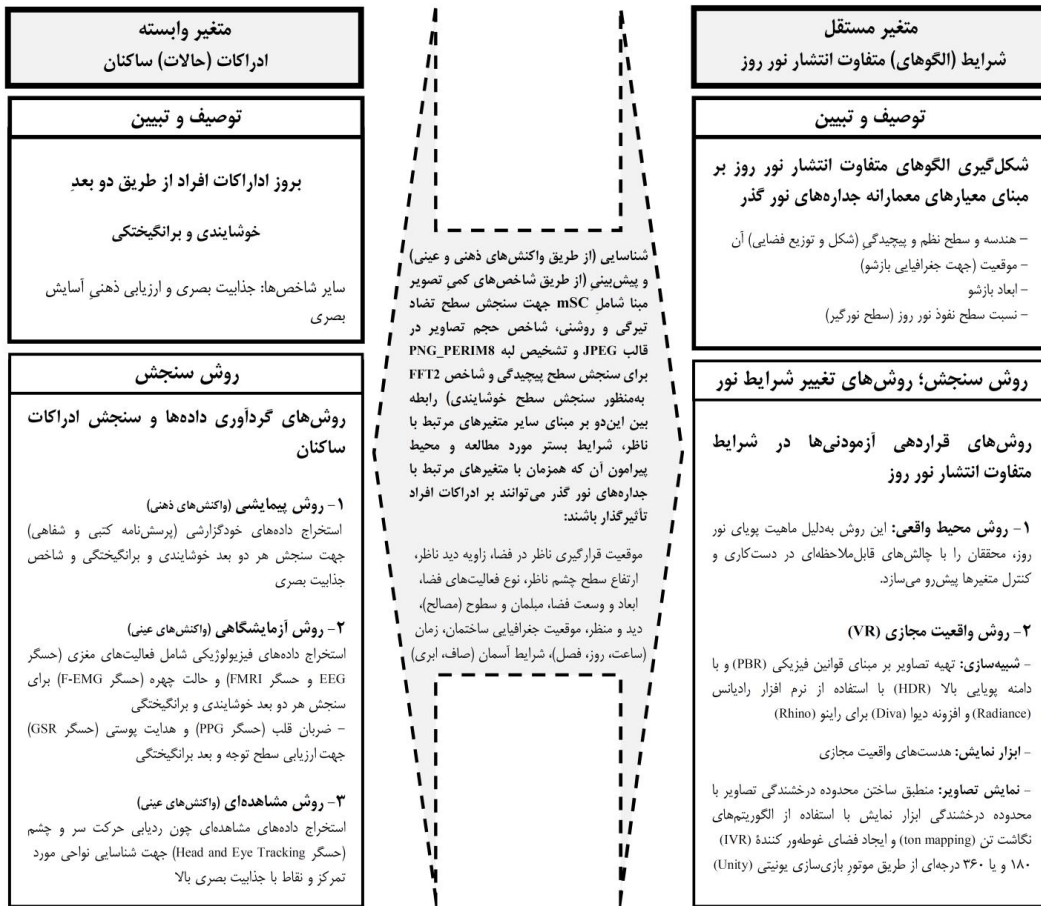 متغیر مستقل
شرایط (الگوهای) متفاوت انتشار نور روز
توصیف و تبیین
شکل‌گیری الگوهای متفاوت انتشار نور روز بر
مبنای معیارهای معمارانه جداره‌های نور گذر
- هندسه و سطح نظم و پیچیدگیِ (شکل و توزیع فضایی) آن
- موقعیت (جهت جغرافیایی بازشو)
- ابعاد بازشو
- نسبت سطح نفوذ نور روز (سطح نورگیر)
روش سنجش؛ روش‌های تغییر شرایط نور
روش‌های قراردهی آزمودنی‌ها در شرایط
متفاوت انتشار نور روز
۱- روش محیط واقعی: این روش به‌دلیل ماهیت پویای نور
روز، محققان را با چالش‌های قابل‌ملاحظه‌ای در دست‌کاری و
کنترل متغیرها پیش‌رو می‌سازد.
۲- روش واقعیت مجازی (VR)
- شبیه‌سازی: تهیه تصاویر بر مبنای قوانین فیزیکی (PBR) و با
دامنه پویایی بالا (HDR) با استفاده از نرم افزار رادیانس
(Radiance) و افزونه دیوا (Diva) برای راینو (Rhino)
- ابزار نمایش: هدست‌های واقعیت مجازی
- نمایش تصاویر: منطبق ساختن محدوده درخشندگی تصاویر با
محدوده درخشندگی ابزار نمایش با استفاده از الگوریتم‌های
نگاشت تن (ton mapping) و ایجاد فضای غوطه‌ور کنندۀ (IVR)
۱۸۰ و یا ۳۶۰ درجه‌ای از طریق موتورِ بازی‌سازی یونیتی (Unity)
شناسایی (از طریق واکنش‌های ذهنی و عینی)
و پیش‌بینیِ (از طریق شاخص‌های کمیِ تصویر
مبنا شاملِ mSC جهت سنجش سطح تضاد
تیرگی و روشنی، شاخص حجم تصاویر در
قالب JPEG و تشخیص لبه PNG_PERIM8
برای سنجش سطح پیچیدگی و شاخص FFT2
به‌منظور سنجش سطح خوشایندی) رابطه
بین این‌دو بر مبنای سایر متغیرهای مرتبط با
ناظر، شرایط بستر مورد مطالعه و محیط
پیرامون آن که همزمان با متغیرهای مرتبط با
جداره‌های نور گذر می‌توانند بر ادراکات افراد
تأثیرگذار باشند:
موقعیت قرارگیری ناظر در فضا، زاویه دید ناظر،
ارتفاع سطح چشم ناظر، نوع فعالیت‌های فضا،
ابعاد و وسعت فضا، مبلمان و سطوح (مصالح)،
دید و منظر، موقعیت جغرافیایی ساختمان، زمان
(ساعت، روز، فصل)، شرایط آسمان (صاف، ابری)
متغیر وابسته
ادراکات (حالات) ساکنان
توصیف و تبیین
بروز اداراکات افراد از طریق دو بعدِ
خوشایندی و برانگیختگی
سایر شاخص‌ها: جذابیت بصری و ارزیابی ذهنیِ آسایش
بصری
روش سنجش
روش‌های گردآوری داده‌ها و سنجش ادراکات
ساکنان
۱- روش پیمایشی (واکنش‌های ذهنی)
استخراج داده‌های خودگزارشی (پرسش‌نامه کتبی و شفاهی)
جهت سنجش هر دو بعد خوشایندی و برانگیختگی و شاخص
جذابیت بصری
۲- روش آزمایشگاهی (واکنش‌های عینی)
استخراج داده‌های فیزیولوژیکی شامل فعالیت‌های مغزی (حسگر
EEG و حسگر FMRI) و حالت چهره (حسگر F-EMG) برای
سنجش هر دو بعد خوشایندی و برانگیختگی
- ضربان قلب (حسگر PPG) و هدایت پوستی (حسگر GSR)
جهت ارزیابی سطح توجه و بعد برانگیختگی
۳- روش مشاهده‌ای (واکنش‌های عینی)
استخراج داده‌های مشاهده‌ای چون ردیابی حرکت سر و چشم
(حسگر Head and Eye Tracking) جهت شناسایی نواحی مورد
تمرکز و نقاط با جذابیت بصری بالا